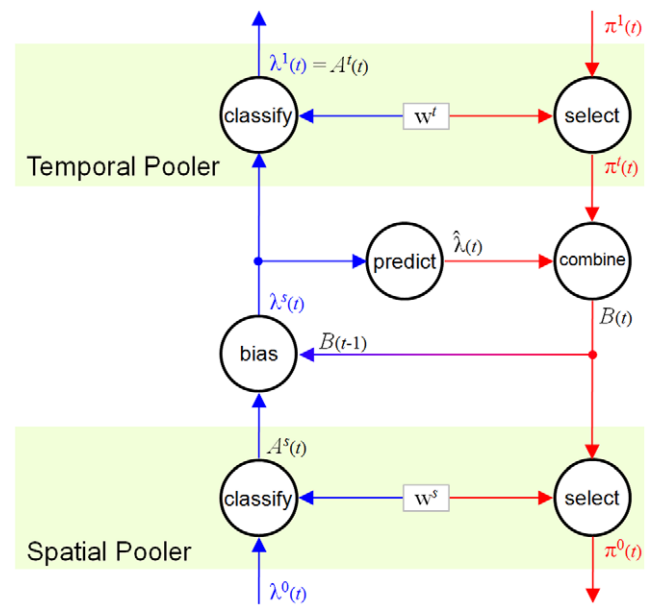 π¹(t)
λ¹(t) = Aᵗ(t)
classify
wᵗ
select
Temporal Pooler
πᵗ(t)
predict
λ̂(t)
combine
λˢ(t)
B(t)
bias
B(t-1)
Aˢ(t)
classify
wˢ
select
Spatial Pooler
π⁰(t)
λ⁰(t)